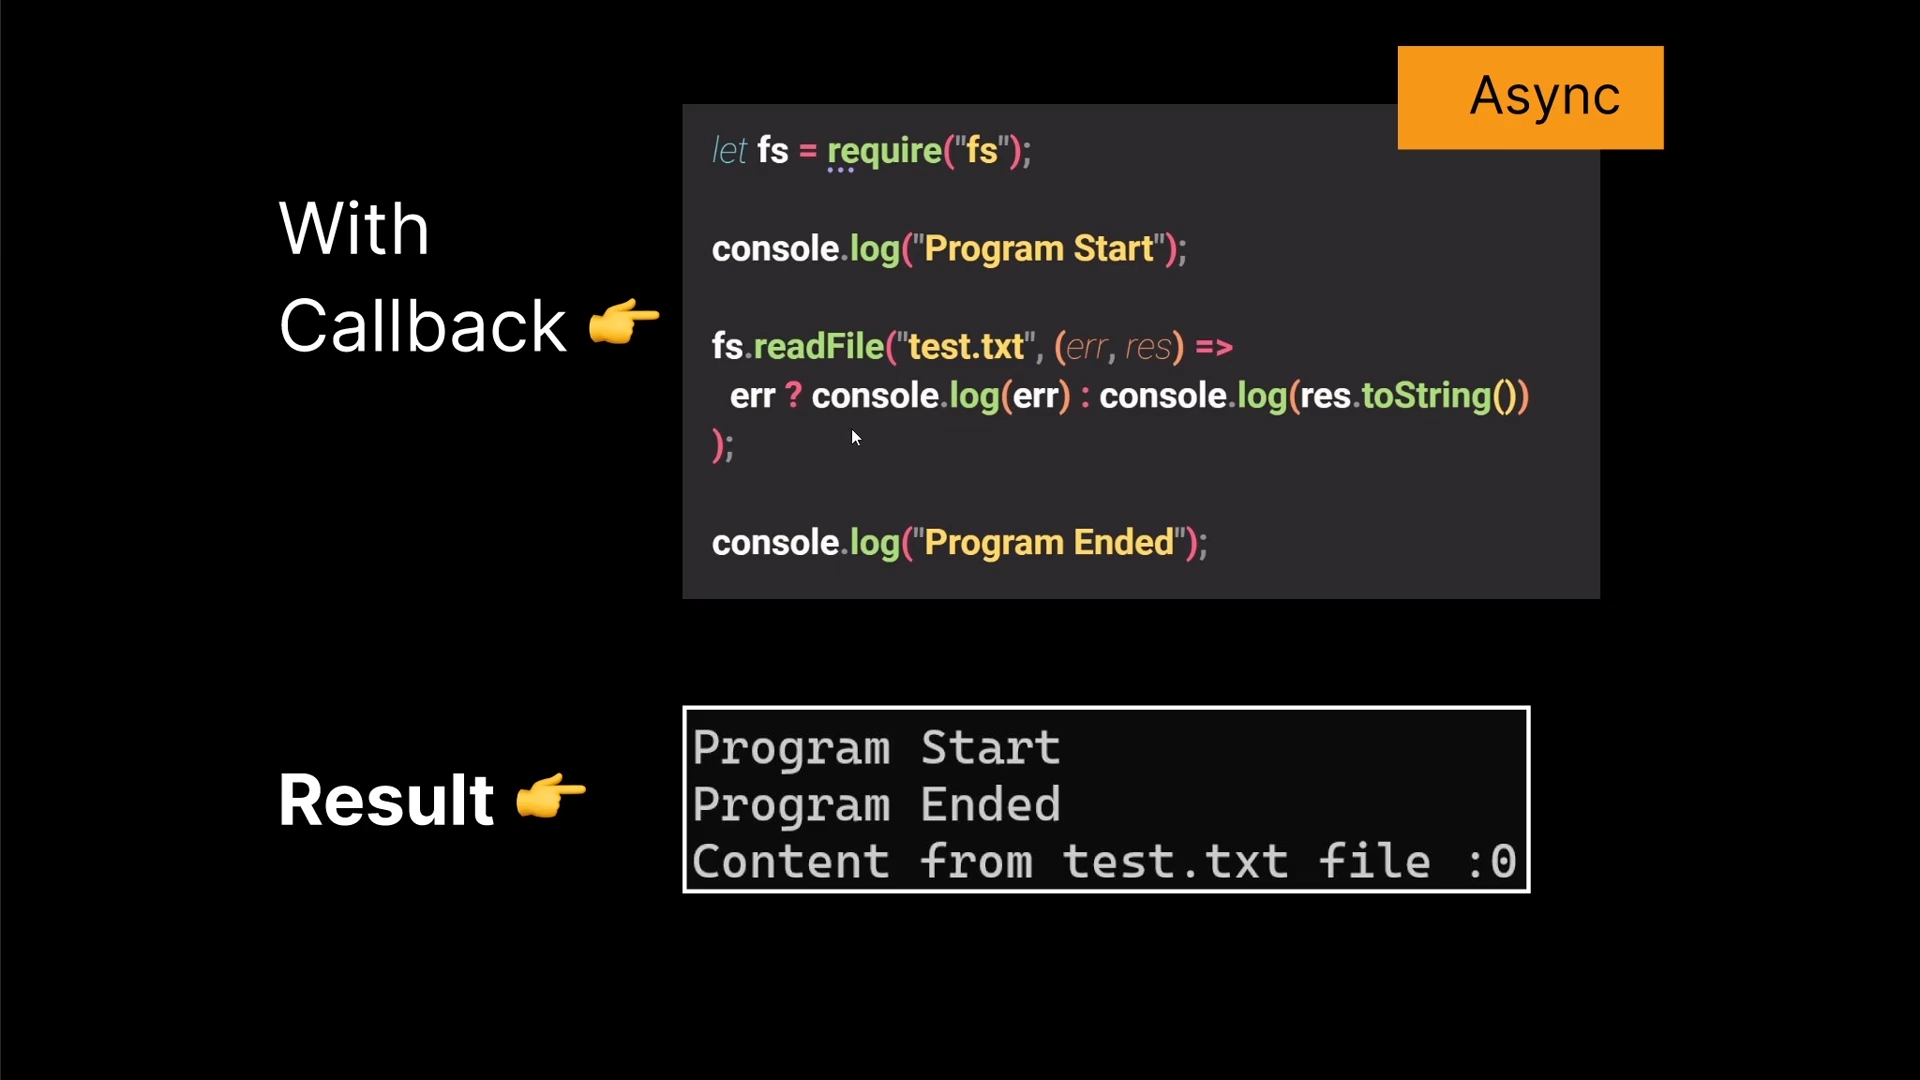 Async
With
Callback 👉
let fs = require("fs");
console.log("Program Start");
fs.readFile("test.txt", (err, res) =>
err ? console.log(err) : console.log(res.toString())
);
console.log("Program Ended");
Result 👉
Program Start
Program Ended
Content from test.txt file :0